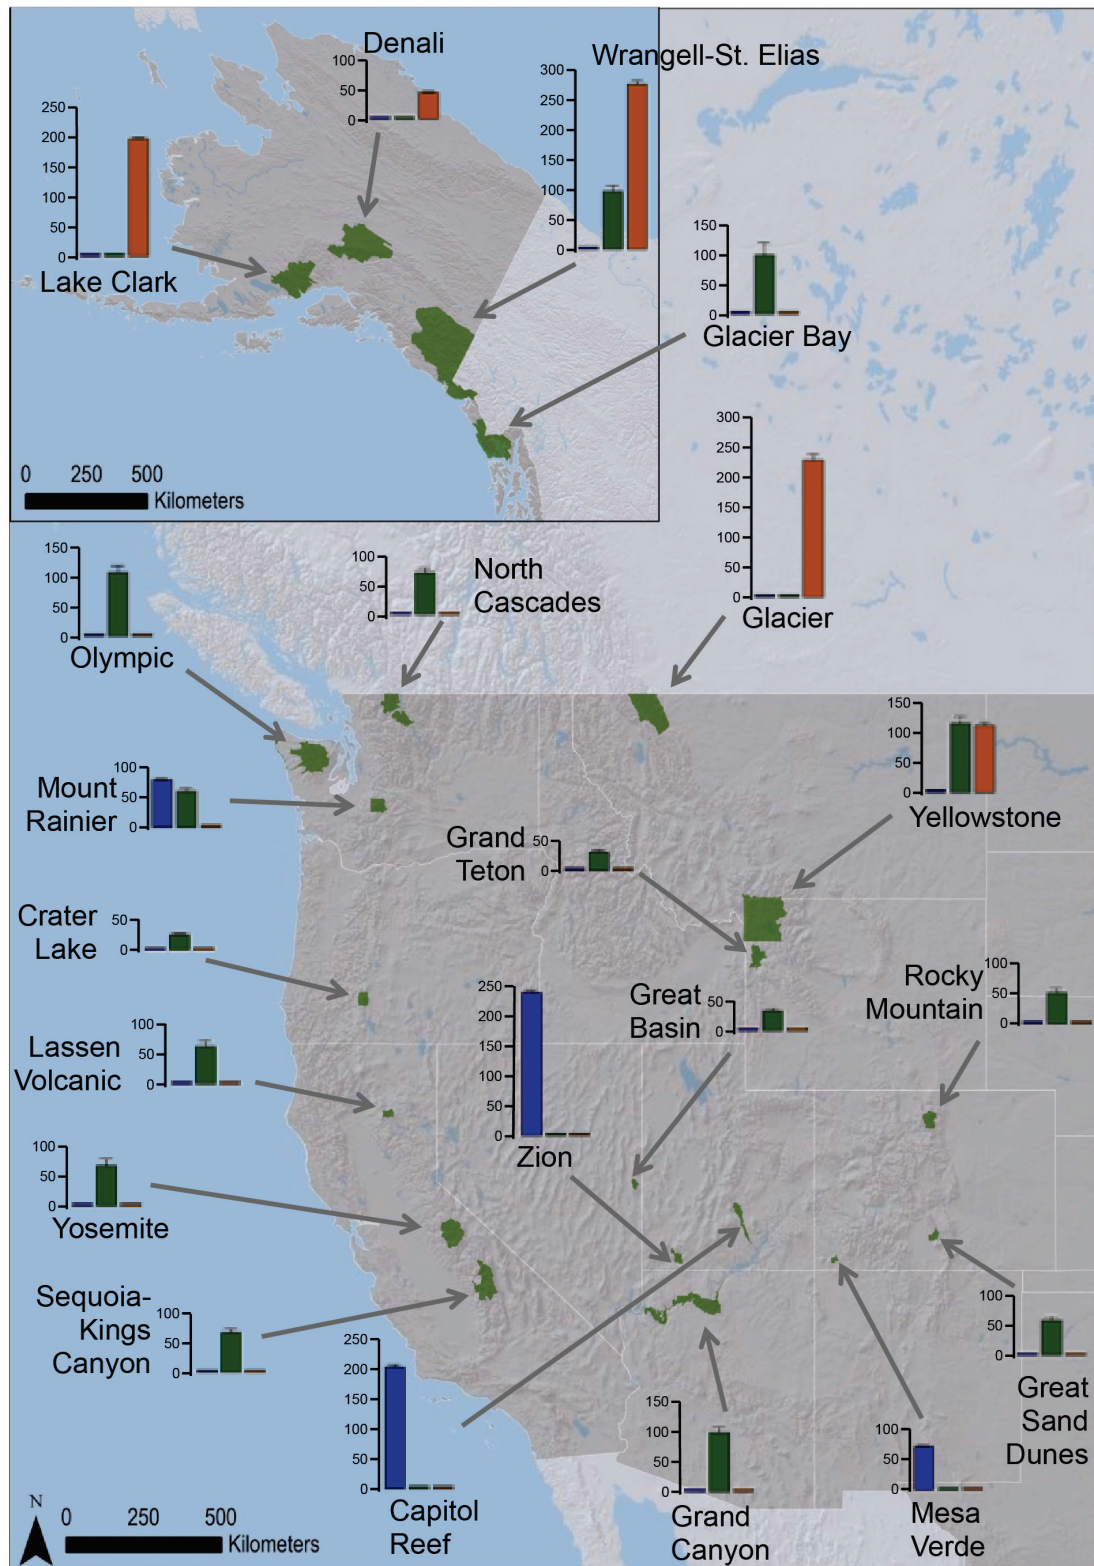 Denali
100
50
0
Wrangell-St. Elias
300
250
200
150
100
50
0
250
200
150
100
50
0
Lake Clark
150
100
50
0
Glacier Bay
300
250
200
150
100
50
0
Glacier
0 250 500
Kilometers
150
100
50
0
Olympic
100
50
0
North
Cascades
150
100
50
0
Yellowstone
Mount
Rainier
100
50
0
Grand
Teton
50
0
Crater
Lake
50
0
250
200
150
100
50
0
Zion
Great
Basin
50
0
Rocky
Mountain
100
50
0
Lassen
Volcanic
100
50
0
100
50
0
Yosemite
Sequoia-
Kings
Canyon
100
50
0
250
200
150
100
50
0
Capitol
Reef
150
100
50
0
Grand
Canyon
100
50
0
Mesa
Verde
100
50
0
Great
Sand
Dunes
N
0 250 500
Kilometers